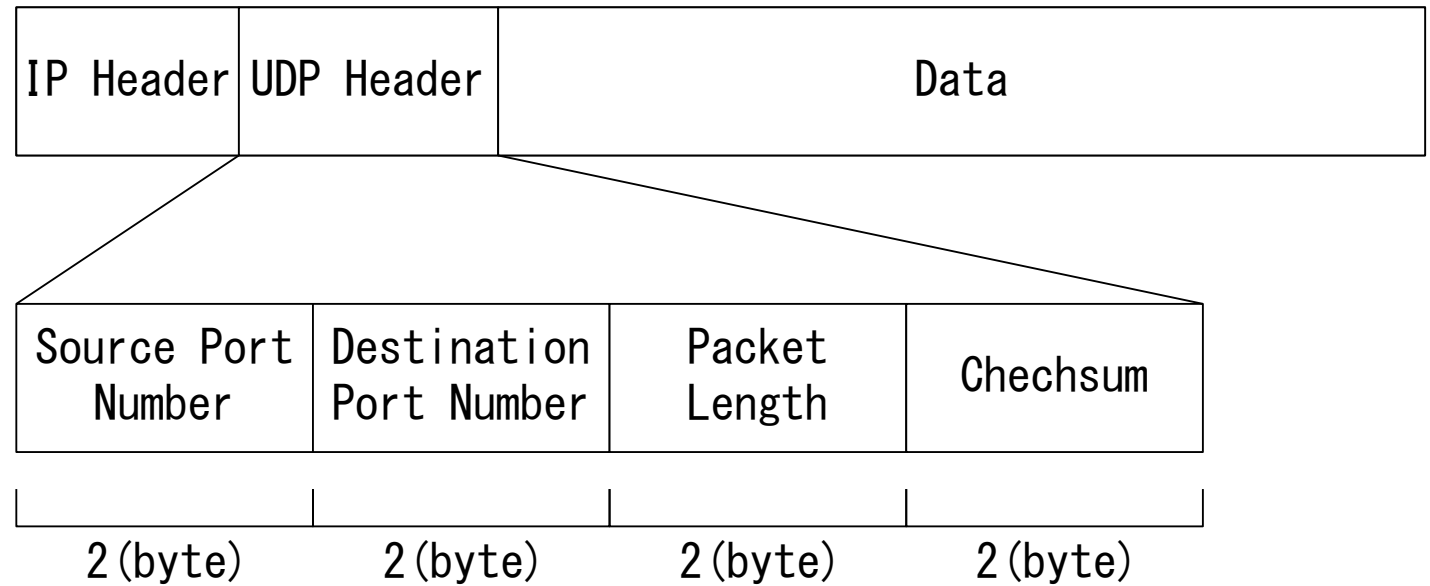 IP Header UDP Header Data
Source Port Destination Packet Chechsum
Number Port Number Length
2(byte) 2(byte) 2(byte) 2(byte)